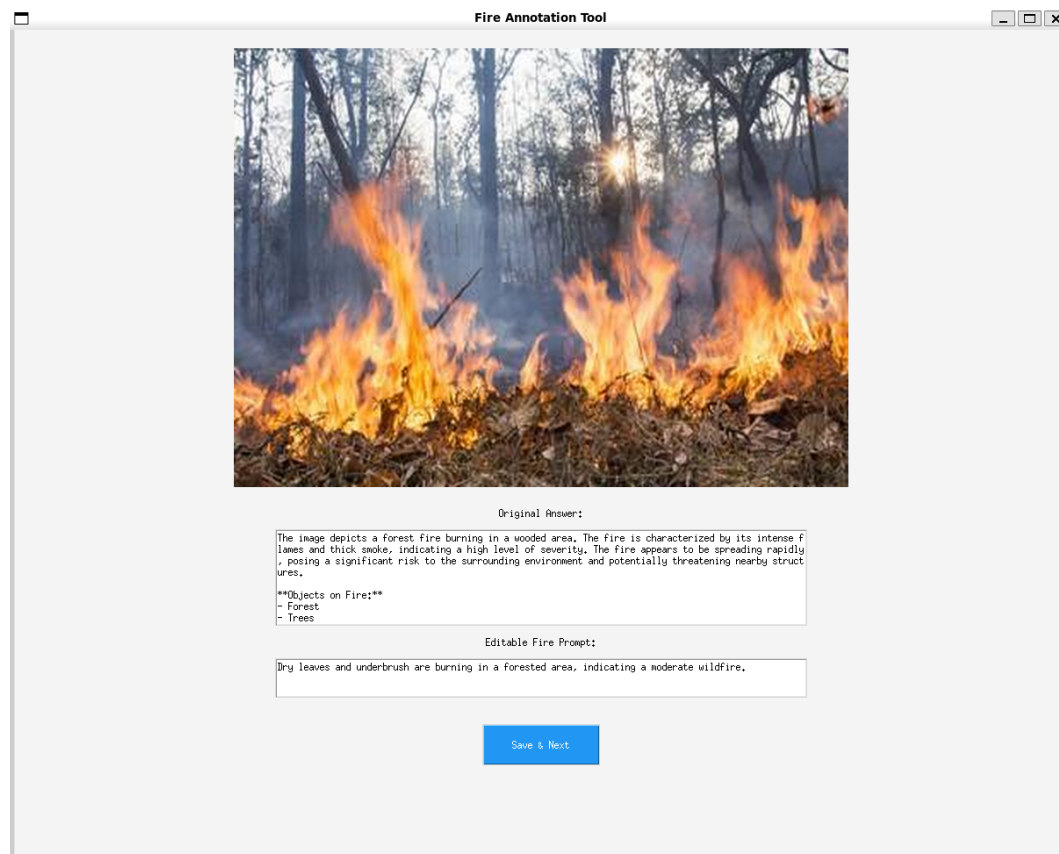 Fire Annotation Tool
Original Answer:
The image depicts a forest fire burning in a wooded area. The fire is characterized by its intense f
lames and thick smoke, indicating a high level of severity. The fire appears to be spreading rapidly
, posing a significant risk to the surrounding environment and potentially threatening nearby struct
ures.
**Objects on Fire:**
- Forest
- Trees
Editable Fire Prompt:
Dry leaves and underbrush are burning in a forested area, indicating a moderate wildfire.
Save & Next